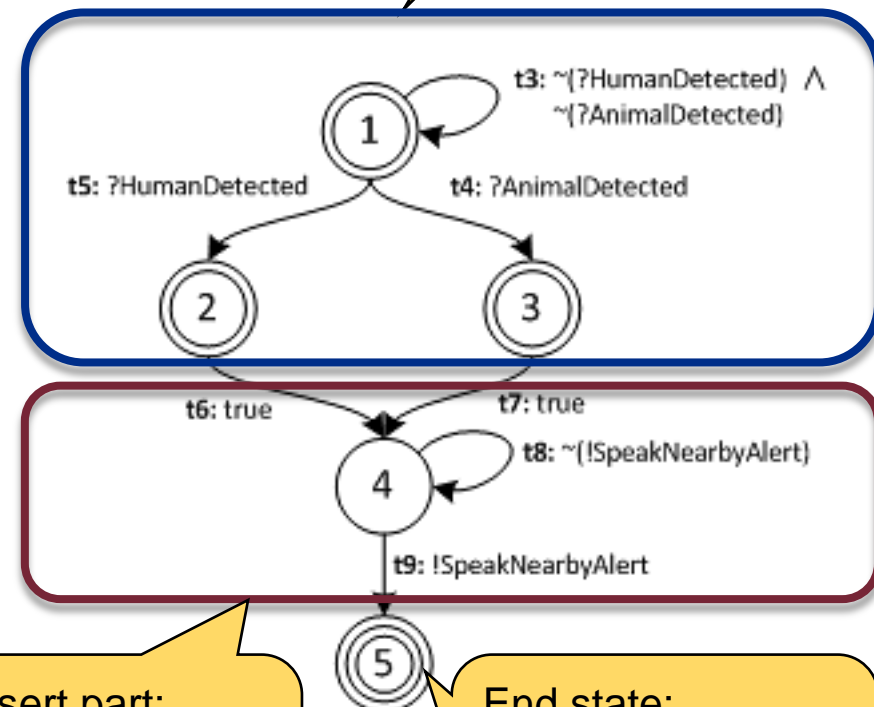 t3: ~(?HumanDetected) ∧
~(?AnimalDetected)
1
t5: ?HumanDetected
t4: ?AnimalDetected
2
3
t6: true
t7: true
t8: ~(!SpeakNearbyAlert)
4
t9: !SpeakNearbyAlert
5
sert part:
End state: